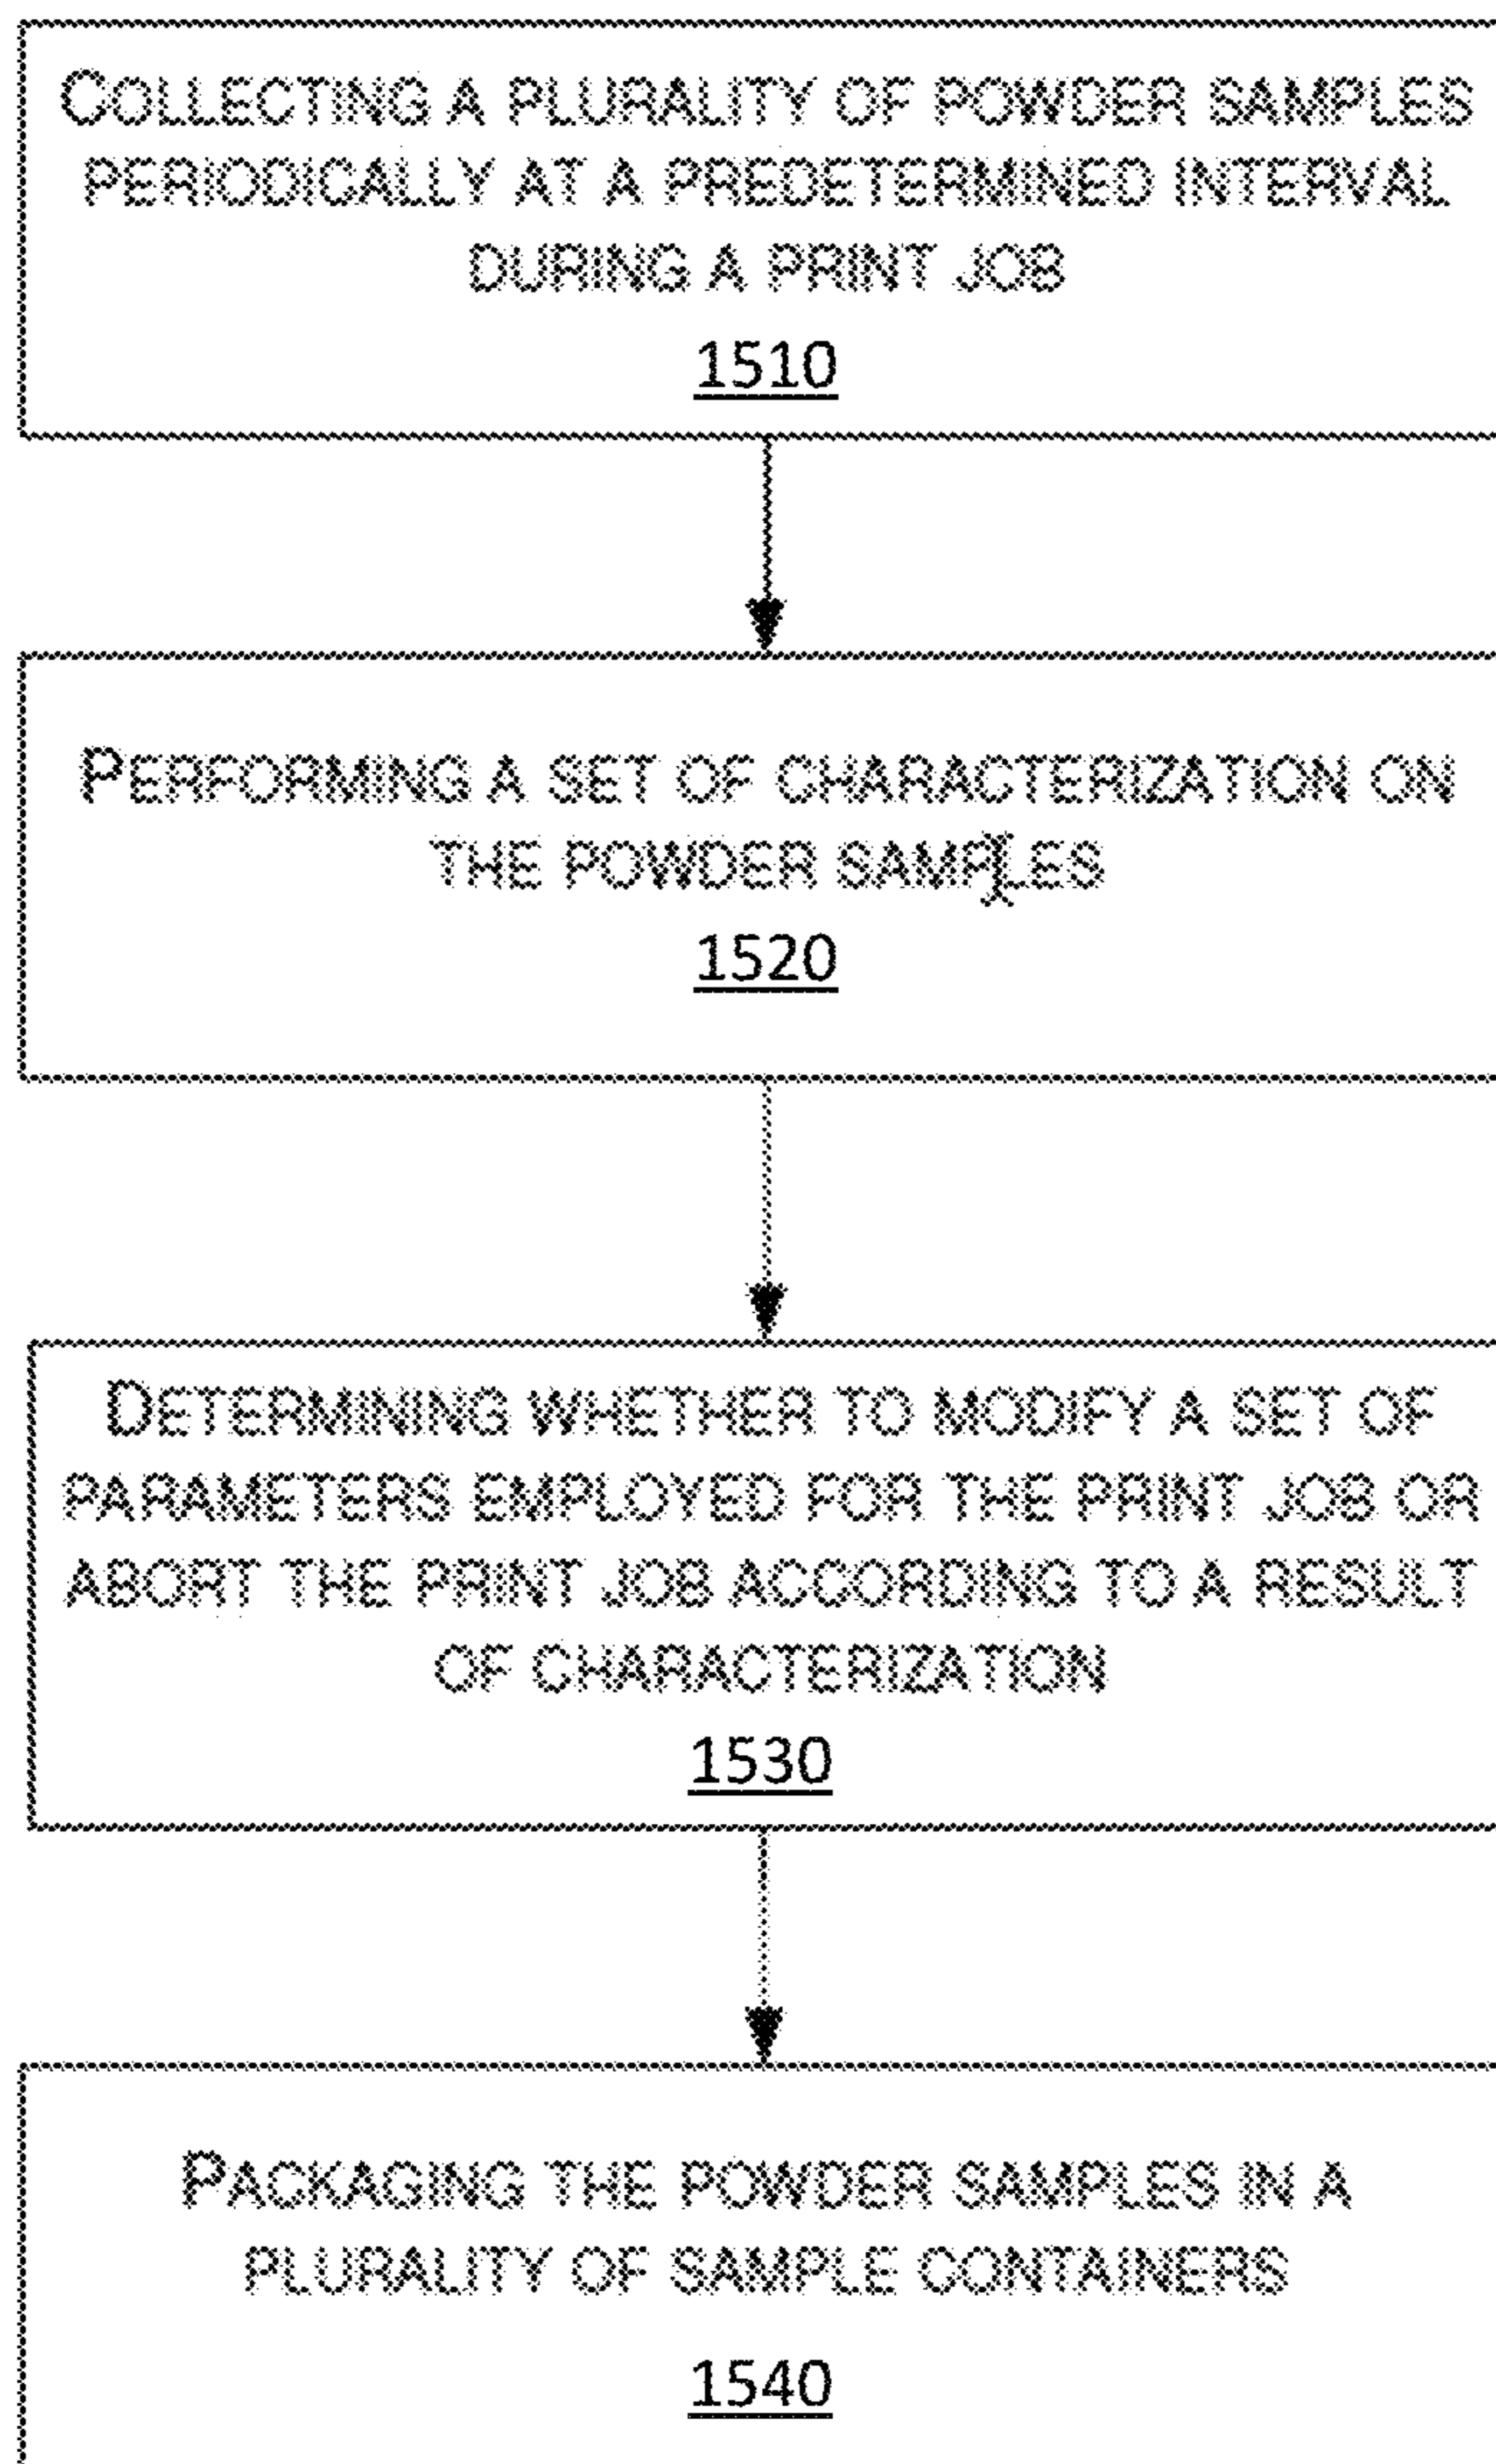 COLLECTING A PLURALITY OF POWDER SAMPLES
PERIODICALLY AT A PREDETERMINED INTERVAL
DURING A PRINT JOB
1510
PERFORMING A SET OF CHARACTERIZATION ON
THE POWDER SAMPLES
1520
DETERMINING WHETHER TO MODIFY A SET OF
PARAMETERS EMPLOYED FOR THE PRINT JOB OR
ABORT THE PRINT JOB ACCORDING TO A RESULT
OF CHARACTERIZATION
1530
PACKAGING THE POWDER SAMPLES IN A
PLURALITY OF SAMPLE CONTAINERS
1540